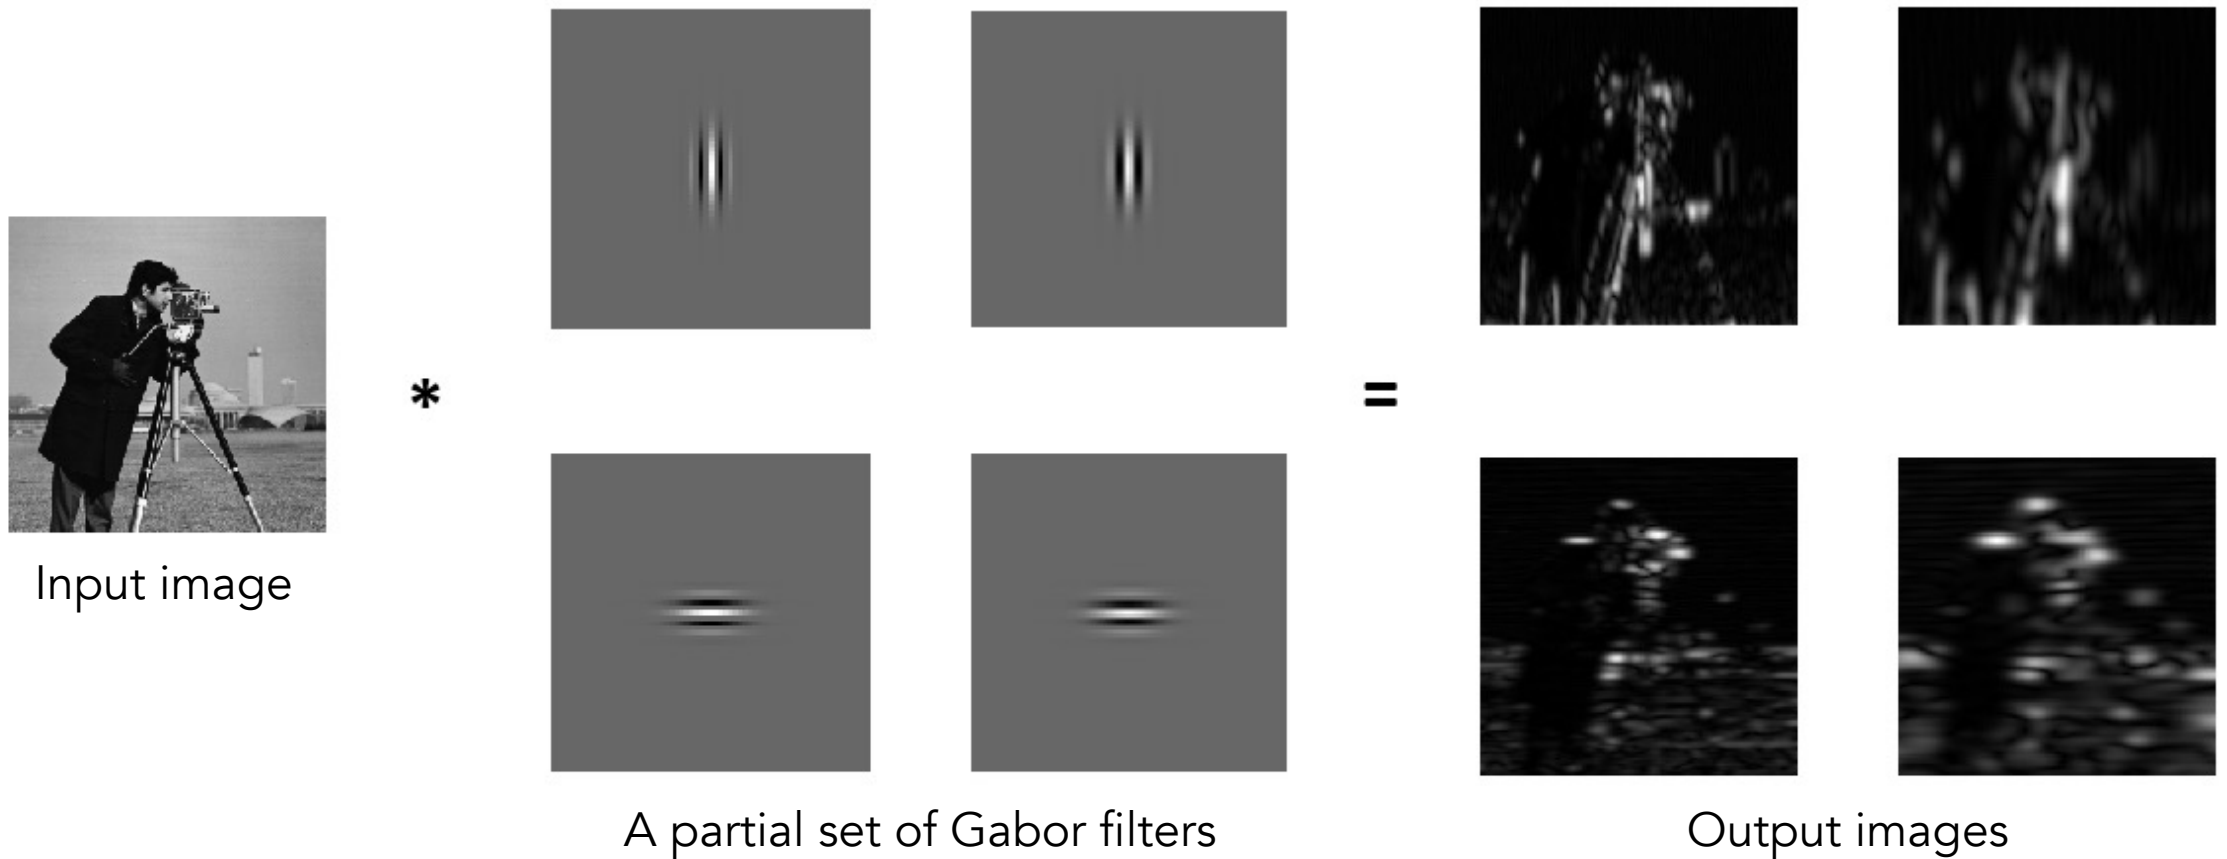 *
=
Input image
A partial set of Gabor filters
Output images